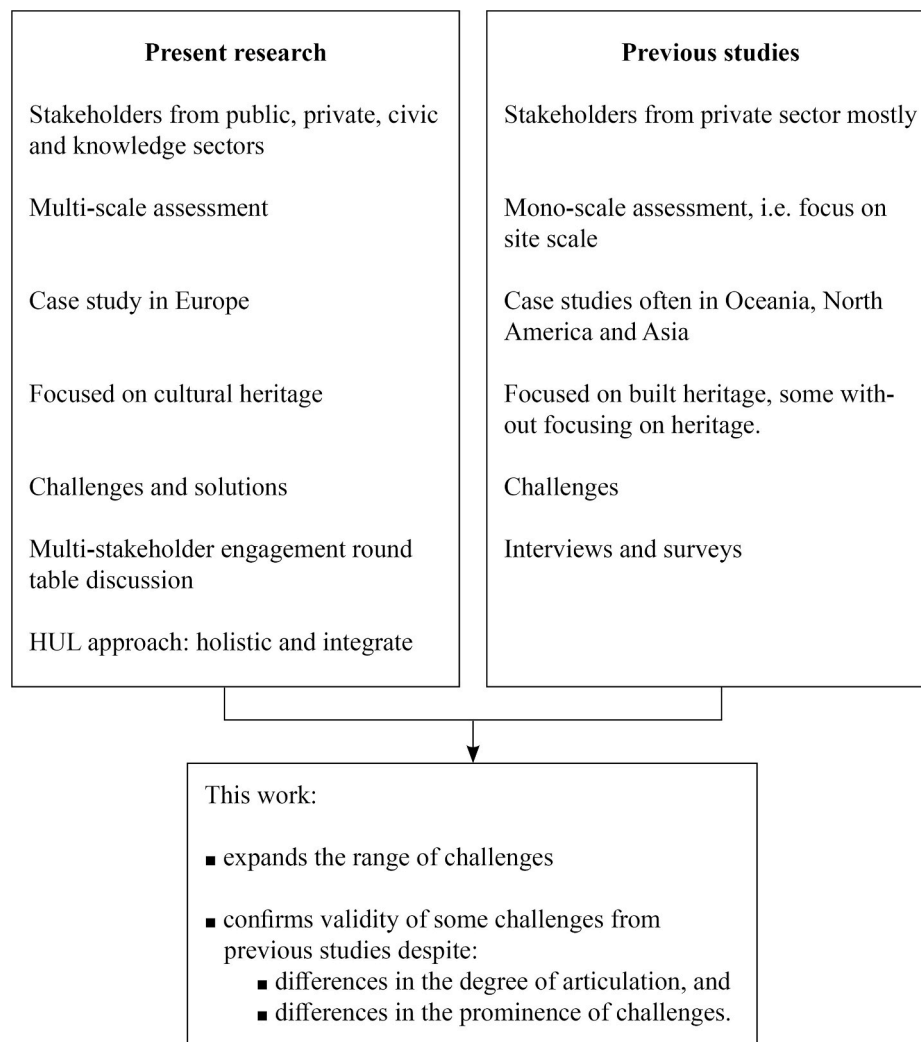 Present research
Stakeholders from public, private, civic
and knowledge sectors
Multi-scale assessment
Case study in Europe
Focused on cultural heritage
Challenges and solutions
Multi-stakeholder engagement round
table discussion
HUL approach: holistic and integrate
Previous studies
Stakeholders from private sector mostly
Mono-scale assessment, i.e. focus on
site scale
Case studies often in Oceania, North
America and Asia
Focused on built heritage, some with-
out focusing on heritage.
Challenges
Interviews and surveys
This work:
▪ expands the range of challenges
▪ confirms validity of some challenges from
previous studies despite:
▪ differences in the degree of articulation, and
▪ differences in the prominence of challenges.